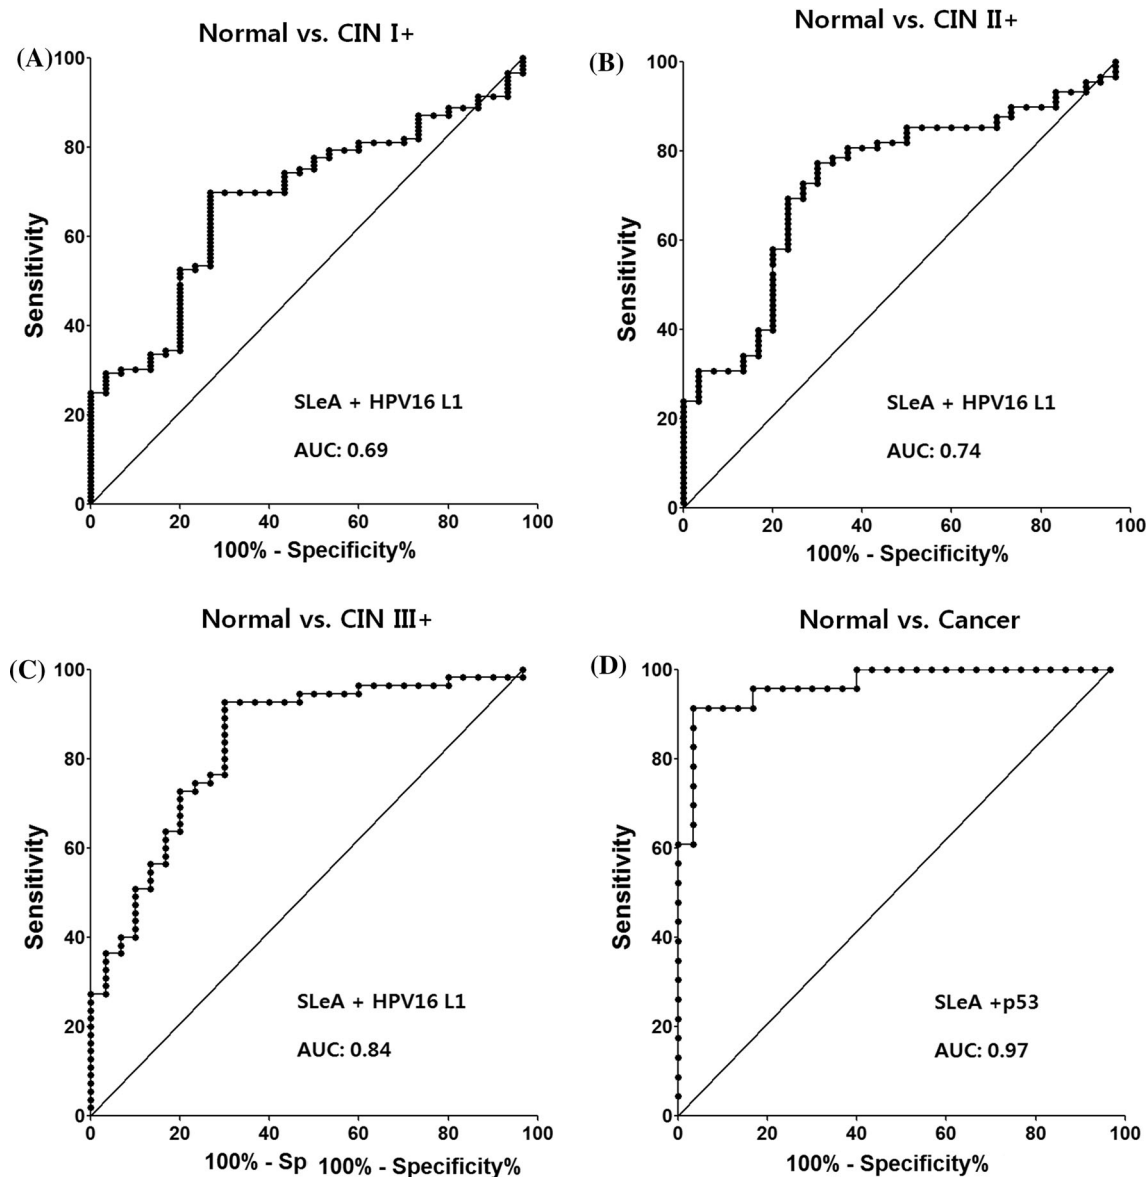 Normal vs. CIN I+
(A)
100
80
60
40
20
0
Sensitivity
SLeA + HPV16 L1
AUC: 0.69
0 20 40 60 80 100
100% - Specificity%
Normal vs. CIN II+
(B)
100
80
60
40
20
0
Sensitivity
SLeA + HPV16 L1
AUC: 0.74
0 20 40 60 80 100
100% - Specificity%
Normal vs. CIN III+
(C)
100
80
60
40
20
0
Sensitivity
SLeA + HPV16 L1
AUC: 0.84
0 20 40 60 80 100
100% - Sp 100% - Specificity%
Normal vs. Cancer
(D)
100
80
60
40
20
0
Sensitivity
SLeA +p53
AUC: 0.97
0 20 40 60 80 100
100% - Specificity%